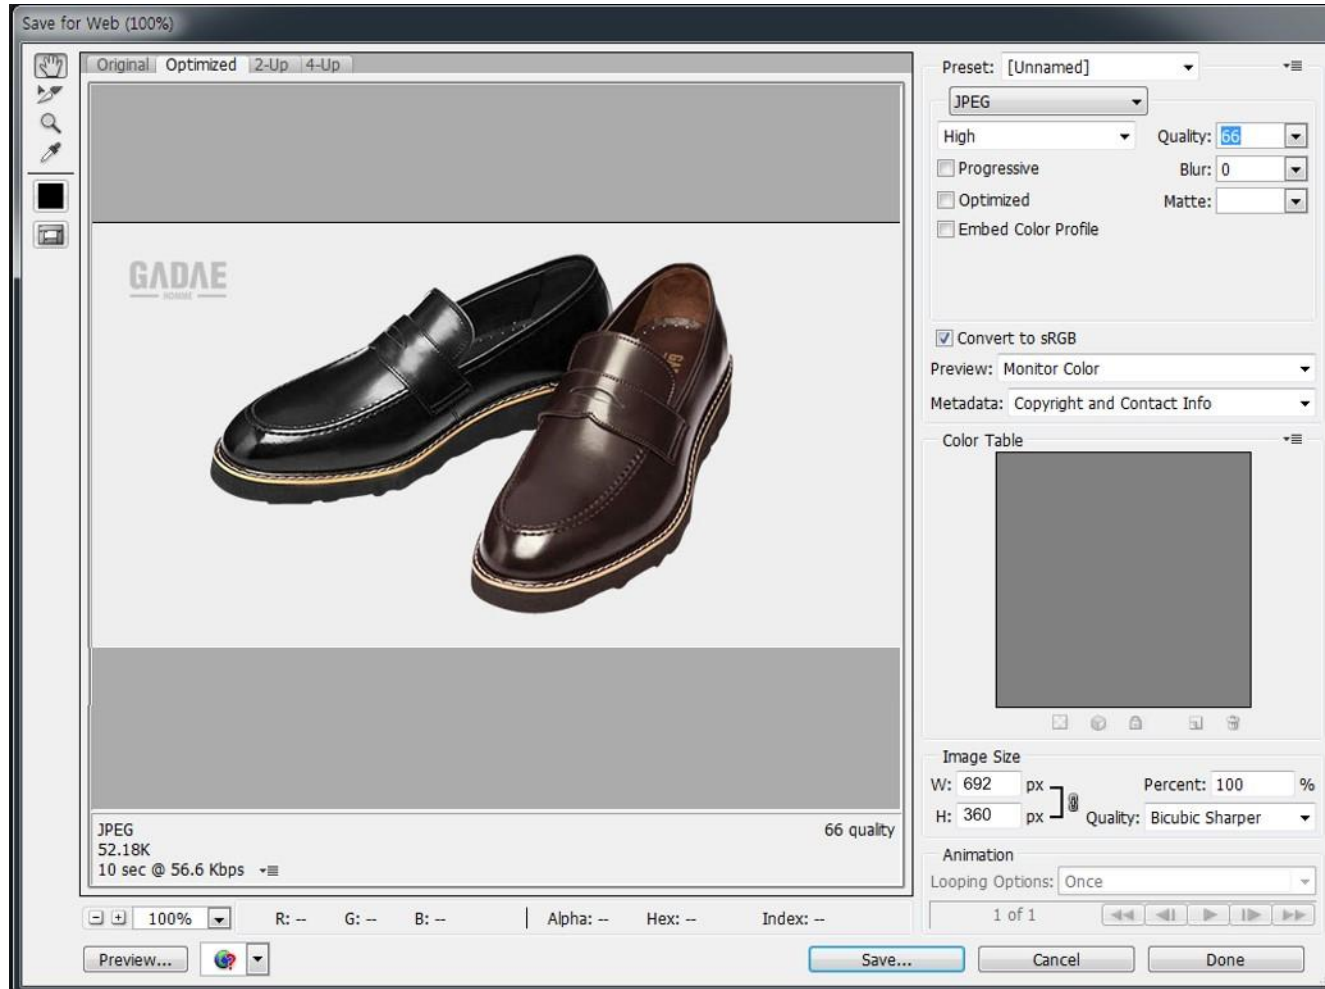 Save for Web (100%)
Original Optimized 2-Up 4-Up
GADAE
HOMME
JPEG
52.18K
10 sec @ 56.6 Kbps
66 quality
100% R: -- G: -- B: -- Alpha: -- Hex: -- Index: --
Preview...
Preset: [Unnamed]
JPEG
High Quality: 66
Progressive Blur: 0
Optimized Matte:
Embed Color Profile
Convert to sRGB
Preview: Monitor Color
Metadata: Copyright and Contact Info
Color Table
Image Size
W: 692 px Percent: 100 %
H: 360 px Quality: Bicubic Sharper
Animation
Looping Options: Once
1 of 1
Save... Cancel Done